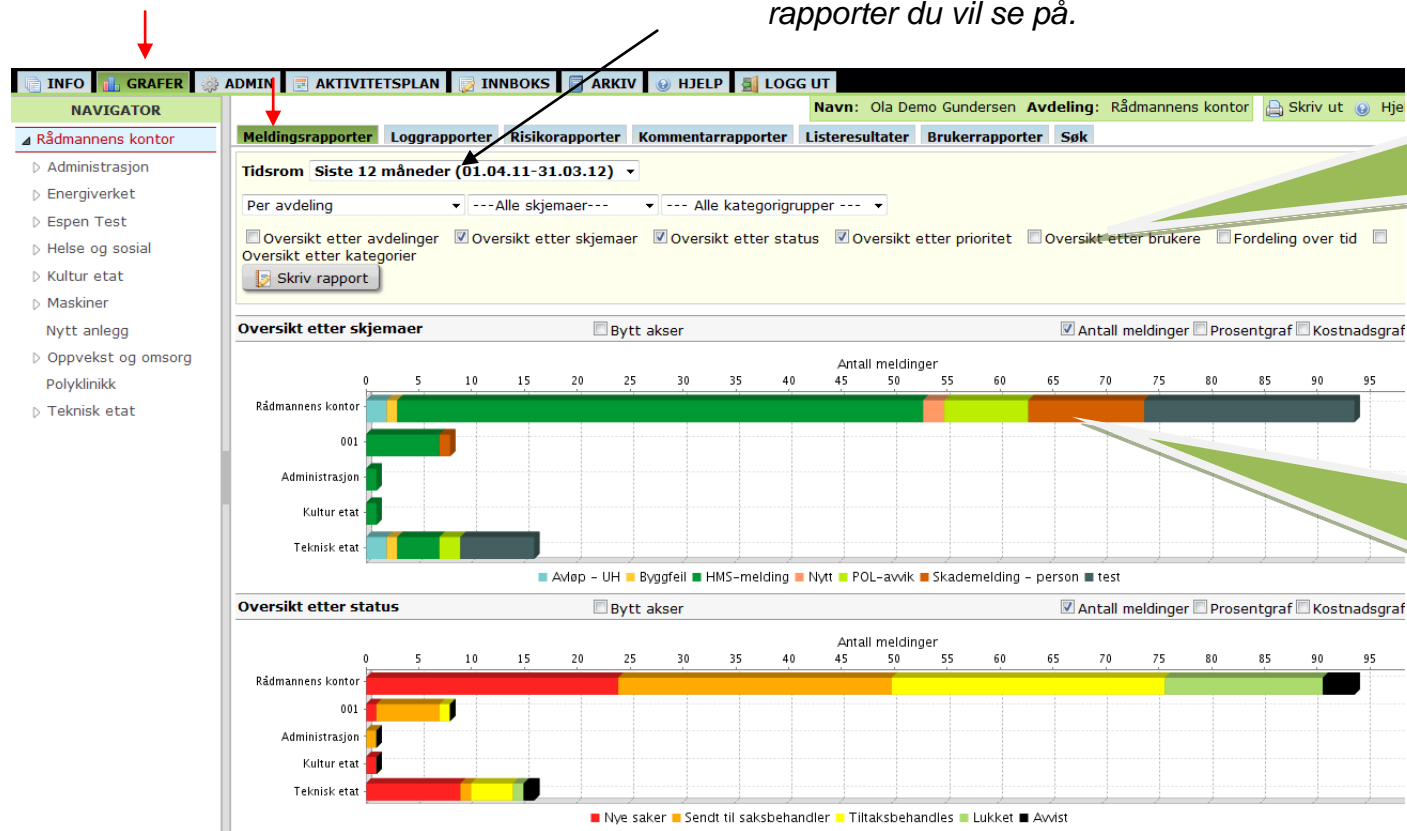 rapporter du vil se på.
INFO GRAFER ADMIN AKTIVITETSPLAN INNBOKS ARKIV HJELP LOGG UT
NAVIGATOR
Navn: Ola Demo Gundersen Avdeling: Rådmannens kontor Skriv ut Hje
Rådmannens kontor
Administrasjon
Energiverket
Espen Test
Helse og sosial
Kultur etat
Maskiner
Nytt anlegg
Oppvekst og omsorg
Polyklinikk
Teknisk etat
Meldingsrapporter Loggrapporter Risikorapporter Kommentarrapporter Listeresultater Brukerrapporter Søk
Tidsrom Siste 12 måneder (01.04.11-31.03.12)
Per avdeling ---Alle skjemaer--- --- Alle kategorigrupper ---
Oversikt etter avdelinger Oversikt etter skjemaer Oversikt etter status Oversikt etter prioritet Oversikt etter brukere Fordeling over tid
Oversikt etter kategorier
Skriv rapport
Oversikt etter skjemaer Bytt akser Antall meldinger Prosentgraf Kostnadsgraf
Antall meldinger
0 5 10 15 20 25 30 35 40 45 50 55 60 65 70 75 80 85 90 95
Rådmannens kontor
001
Administrasjon
Kultur etat
Teknisk etat
Avløp - UH Byggfeil HMS-melding Nytt POL-avvik Skademelding - person test
Oversikt etter status Bytt akser Antall meldinger Prosentgraf Kostnadsgraf
Antall meldinger
0 5 10 15 20 25 30 35 40 45 50 55 60 65 70 75 80 85 90 95
Rådmannens kontor
001
Administrasjon
Kultur etat
Teknisk etat
Nye saker Sendt til saksbehandler Tiltaksbehandles Lukket Avvist